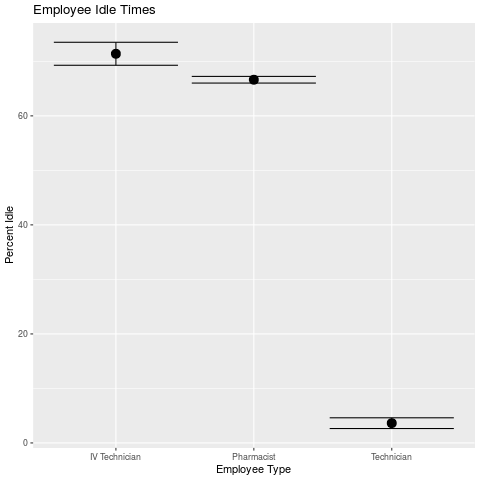 Employee Idle Times
Percent Idle
60
40
20
0
IV Technician
Pharmacist
Technician
Employee Type